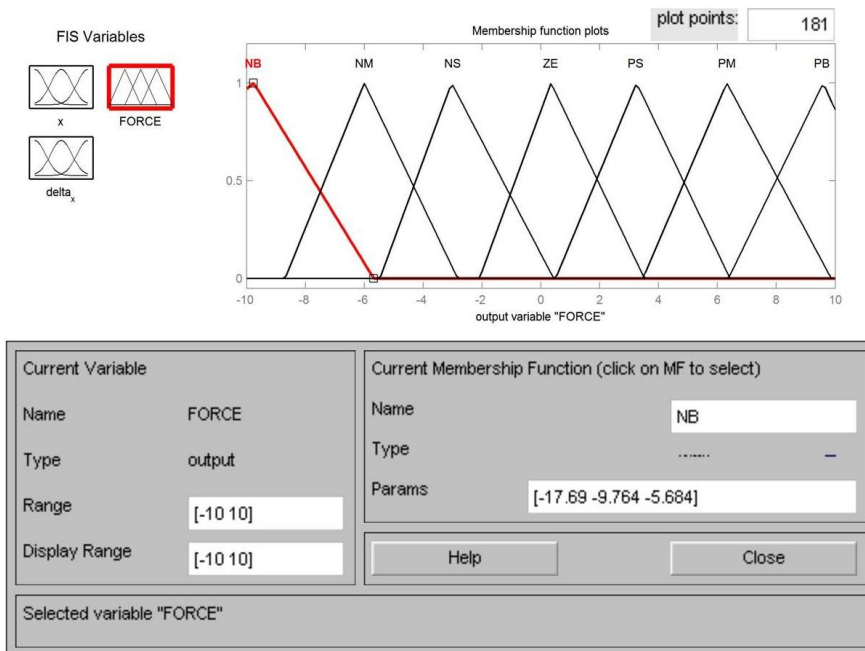 FIS Variables
Membership function plots
plot points:
181
x
FORCE
delta x
NB
NM
NS
ZE
PS
PM
PB
1
0.5
0
-10
-8
-6
-4
-2
0
2
4
6
8
10
output variable "FORCE"
Current Variable
Name
FORCE
Type
output
Range
[-10 10]
Display Range
[-10 10]
Current Membership Function (click on MF to select)
Name
NB
Type
Params
[-17.69 -9.764 -5.684]
Help
Close
Selected variable "FORCE"